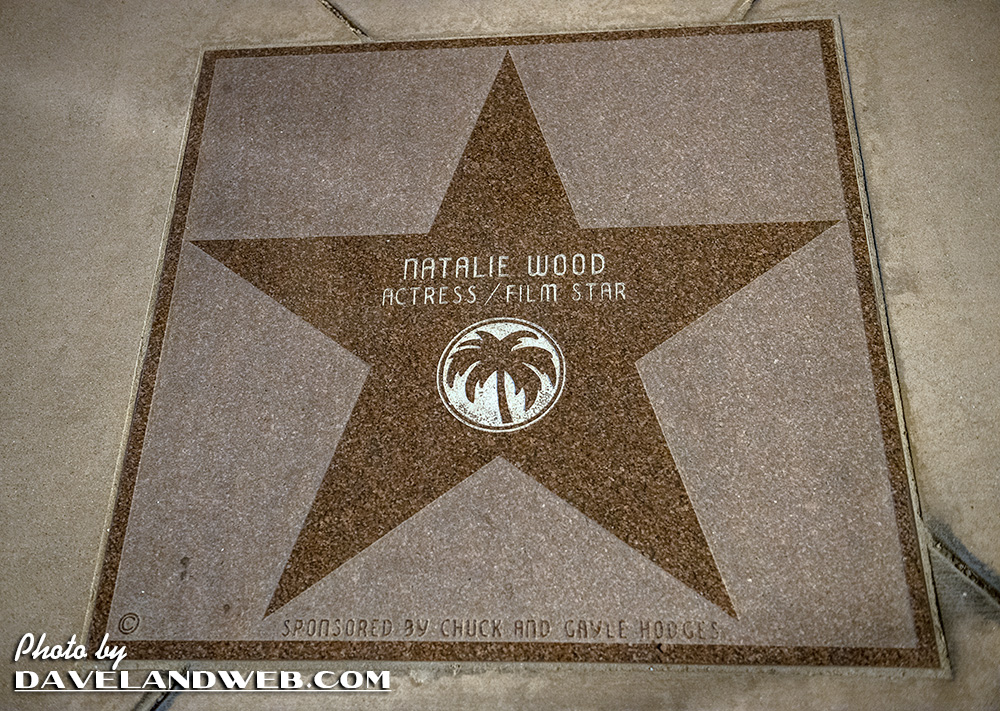 NATALIE WOOD
ACTRESS / FILM STAR
©
SPONSORED BY CHUCK AND GAYLE HODGES
Photo by
DAVELANDWEB.COM